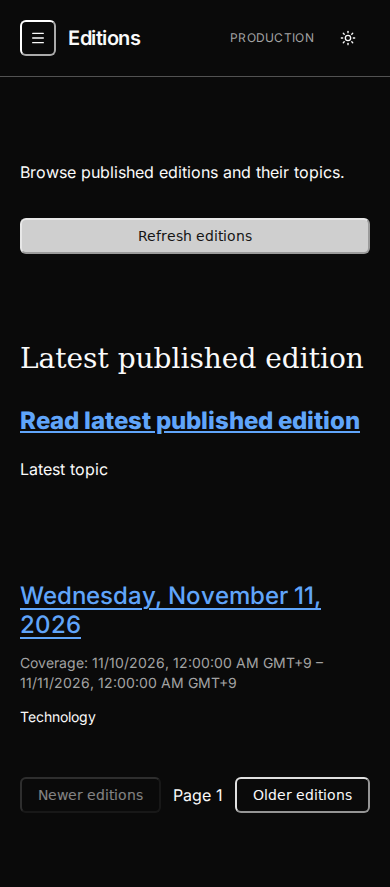 Editions
PRODUCTION
Browse published editions and their topics.
Refresh editions
Latest published edition
Read latest published edition
Latest topic
Wednesday, November 11,
2026
Coverage: 11/10/2026, 12:00:00 AM GMT+9 –
11/11/2026, 12:00:00 AM GMT+9
Technology
Newer editions
Page 1
Older editions